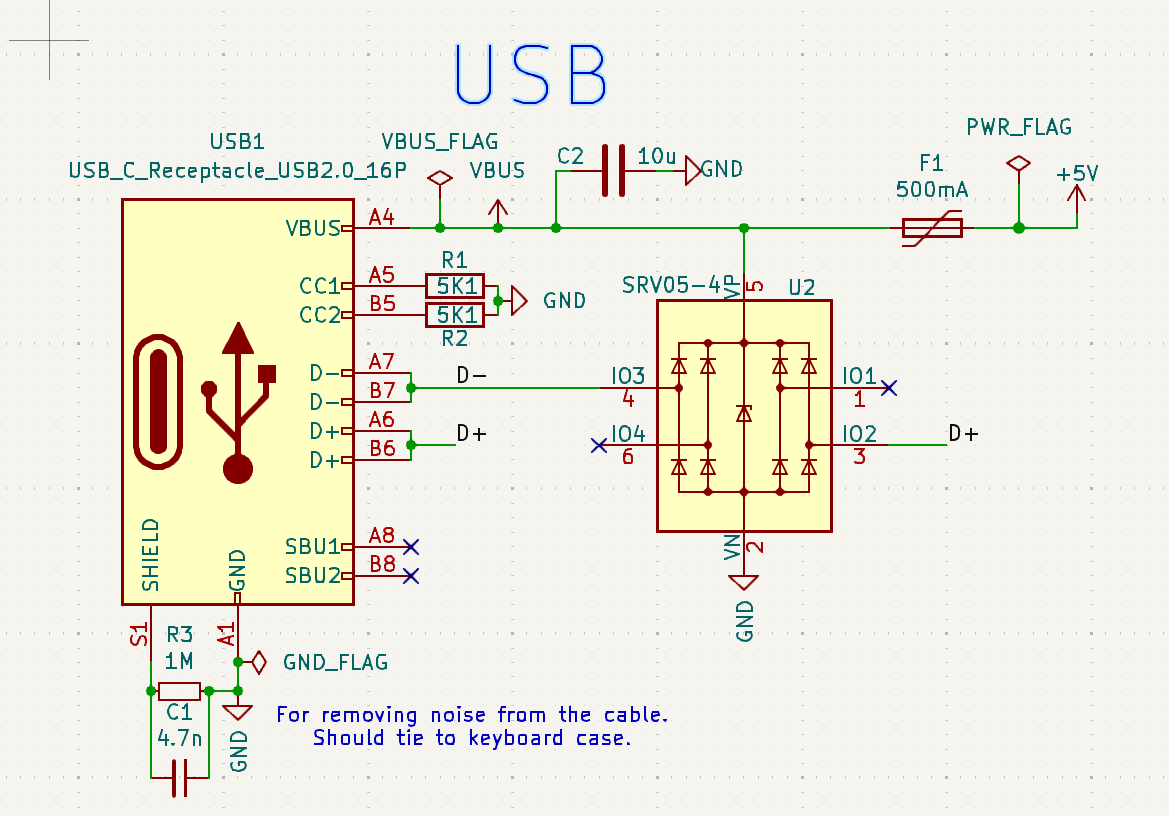 USB
USB1
USB_C_Receptacle_USB2.0_16P
VBUS_FLAG
VBUS
C2
10u
GND
F1
500mA
PWR_FLAG
+5V
VBUS
A4
CC1
A5
R1
5K1
CC2
B5
5K1
R2
GND
D-
A7
D-
B7
D-
D+
A6
D+
B6
D+
SBU1
A8
SBU2
B8
SHIELD
GND
S1
A1
R3
1M
C1
4.7n
GND_FLAG
GND
For removing noise from the cable.
Should tie to keyboard case.
SRV05-4
VP
5
U2
IO3
4
IO4
6
IO1
1
IO2
3
D+
VN
2
GND